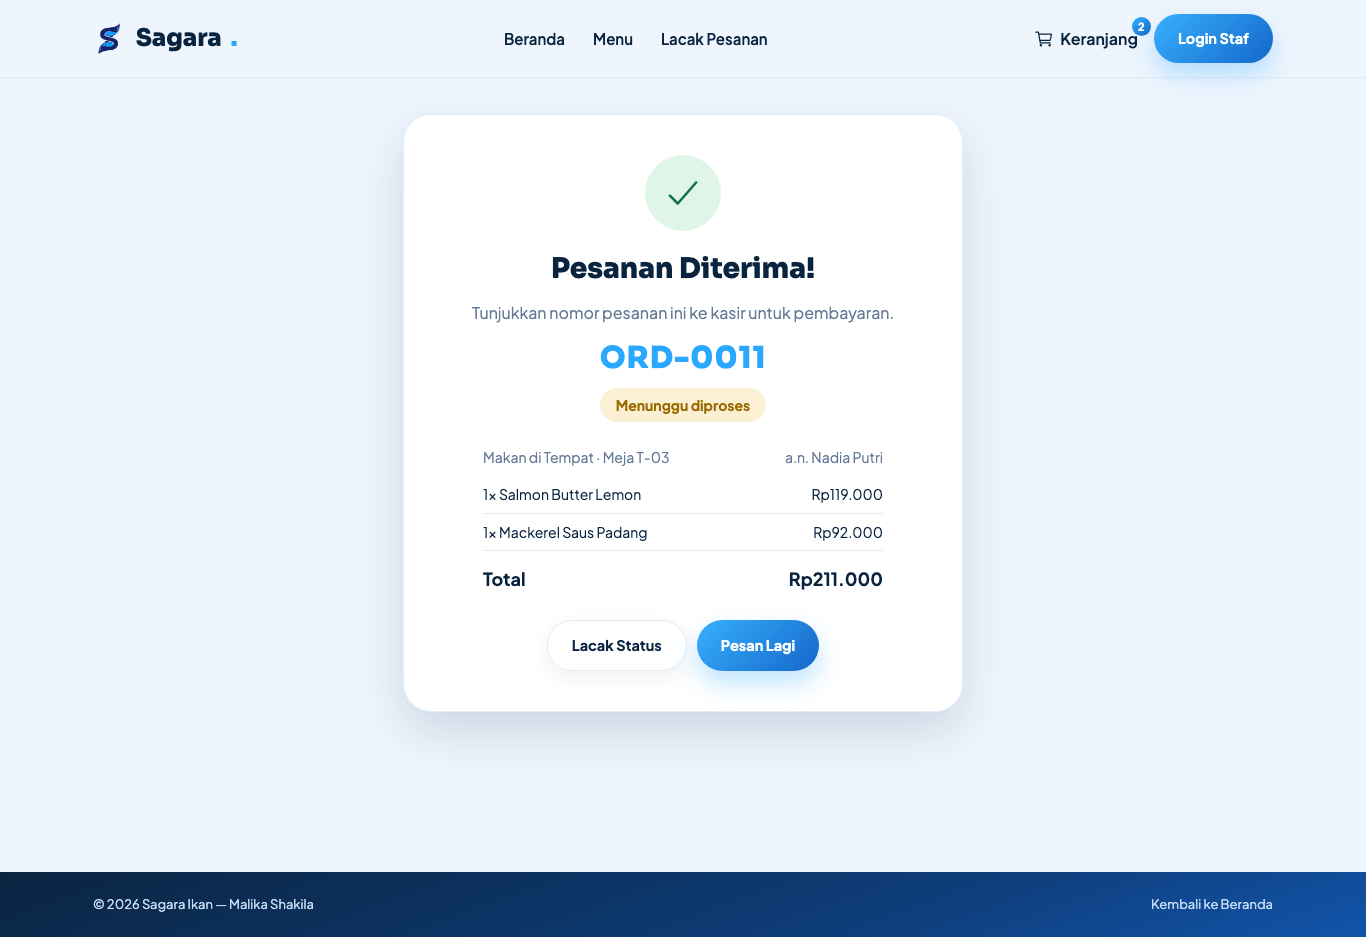 Sagara .
Beranda Menu Lacak Pesanan
Keranjang 2
Login Staf
Pesanan Diterima!
Tunjukkan nomor pesanan ini ke kasir untuk pembayaran.
ORD-0011
Menunggu diproses
Makan di Tempat · Meja T-03 a.n. Nadia Putri
1× Salmon Butter Lemon Rp119.000
1× Mackerel Saus Padang Rp92.000
Total Rp211.000
Lacak Status Pesan Lagi
© 2026 Sagara Ikan — Malika Shakila Kembali ke Beranda